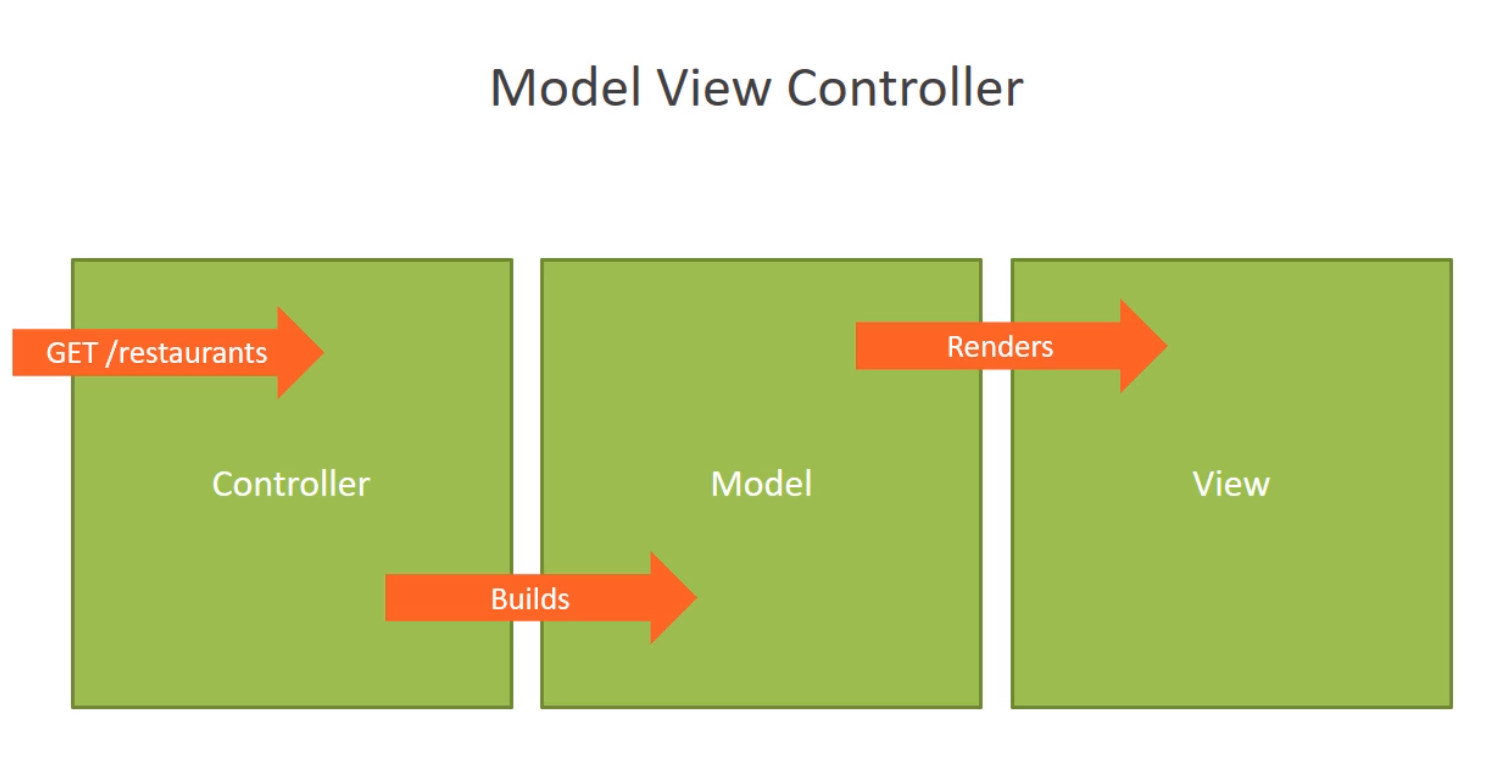 Model View Controller
GET /restaurants
Renders
Controller
Model
View
Builds